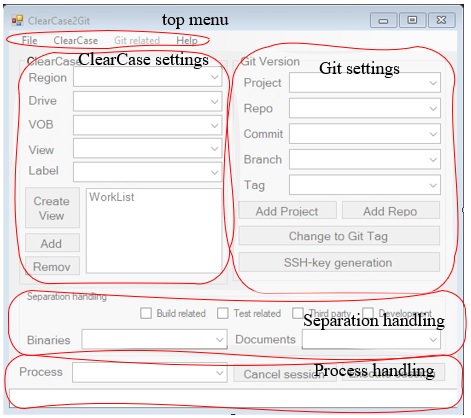 ClearCase2Git
top menu
File ClearCase Git related Help
ClearCase settings
Region
Drive
VOB
View
Label
Create View
WorkList
Add
Remov
Git Version
Git settings
Project
Repo
Commit
Branch
Tag
Add Project Add Repo
Change to Git Tag
SSH-key generation
Separation handling
Build related Test related Third party Development
Separation handling
Binaries Documents
Process handling
Process Cancel session